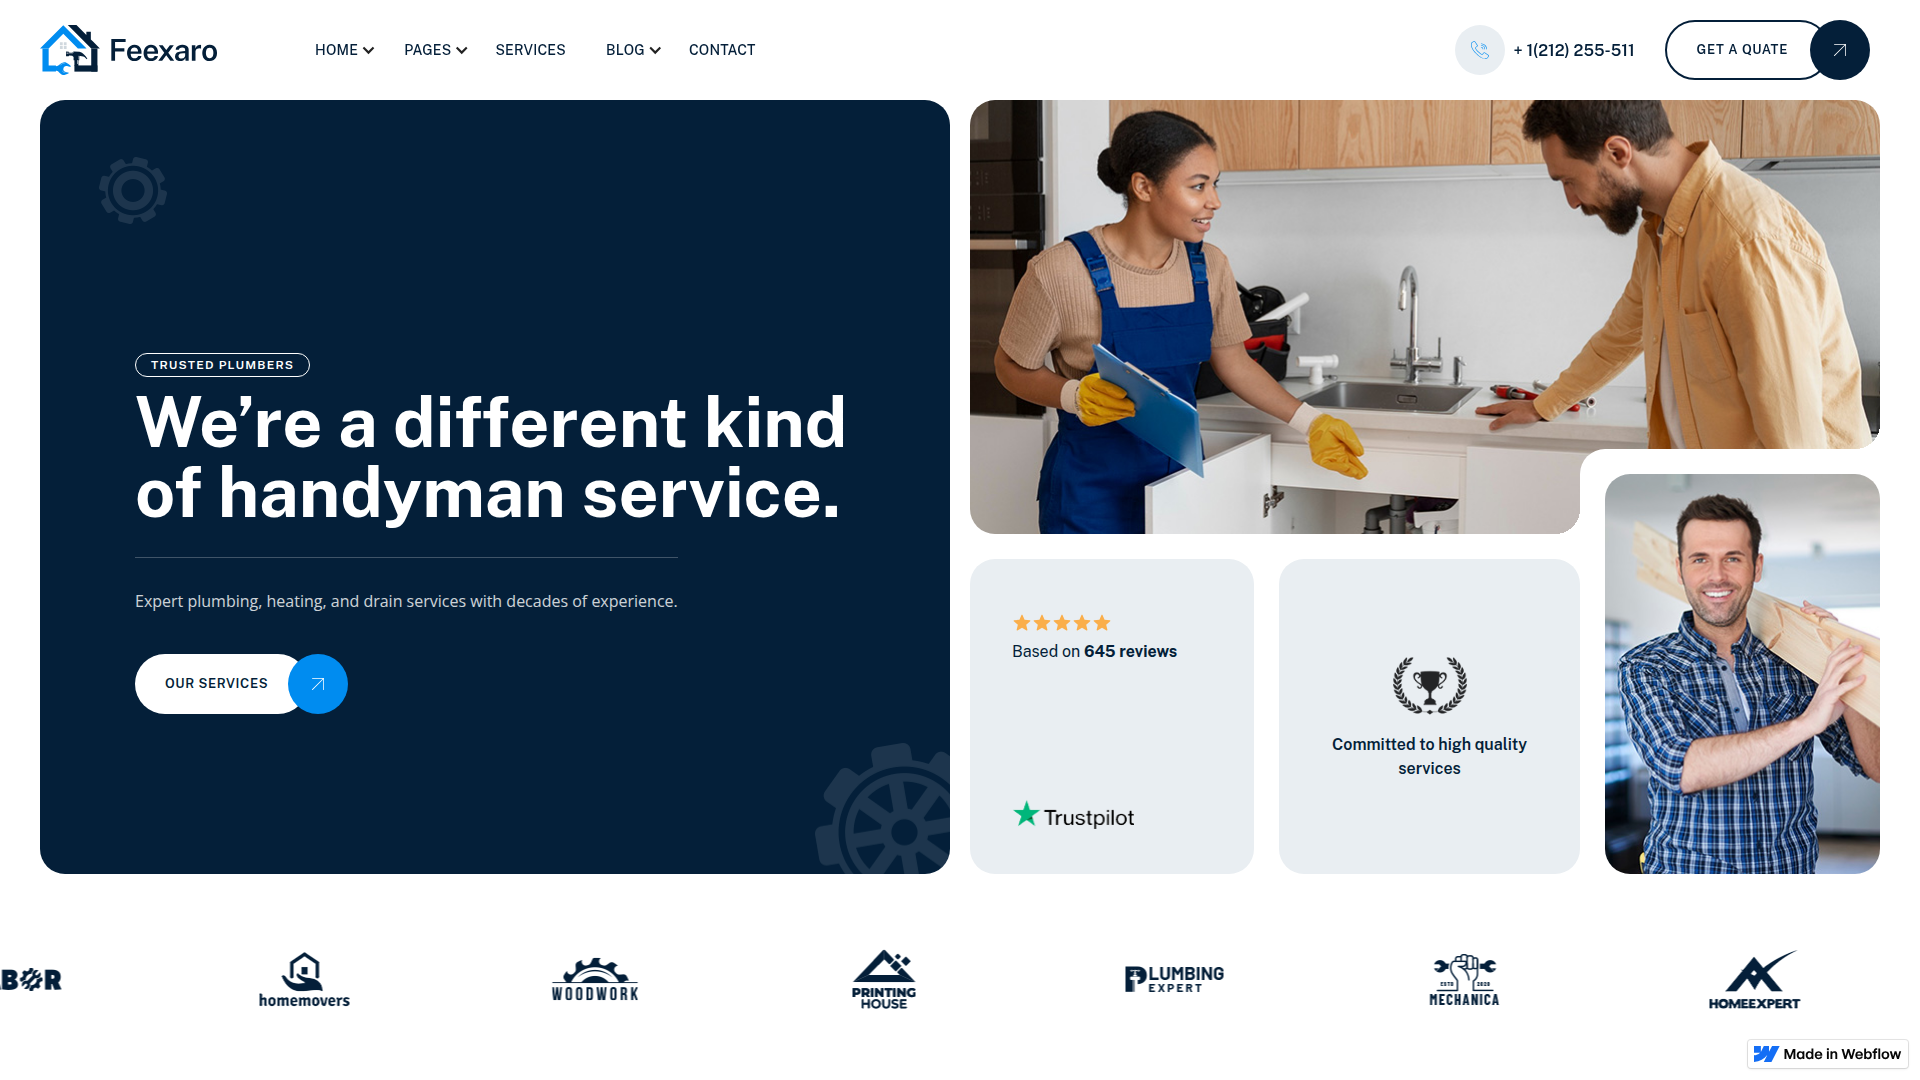 Feexaro
HOME
PAGES
SERVICES
BLOG
CONTACT
+ 1(212) 255-511
GET A QUATE
TRUSTED PLUMBERS
We’re a different kind
of handyman service.
Expert plumbing, heating, and drain services with decades of experience.
OUR SERVICES
Based on 645 reviews
Trustpilot
Committed to high quality
services
BOR
homemovers
WOODWORK
PRINTING
HOUSE
PLUMBING
EXPERT
ESTD 2020
MECHANICA
HOMEEXPERT
Made in Webflow